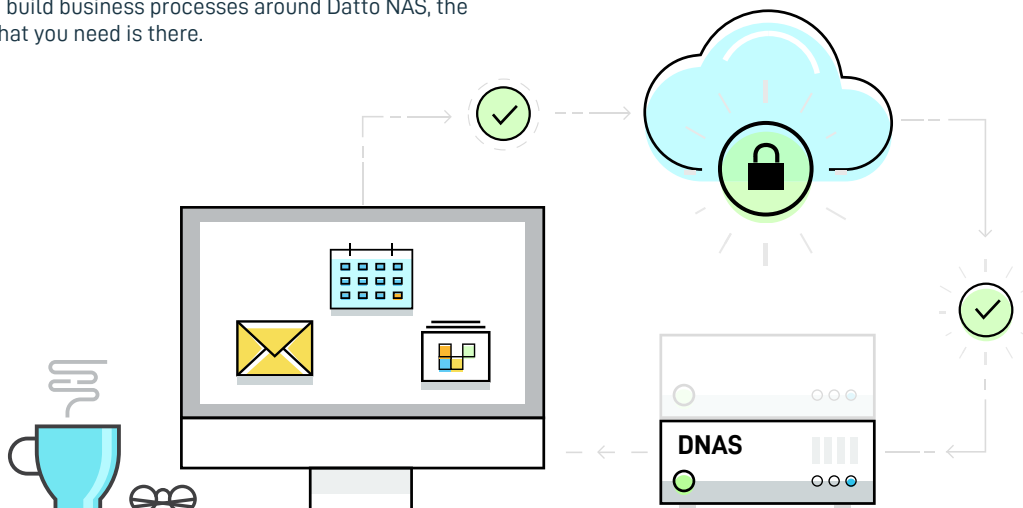 build business processes around Datto NAS, the
hat you need is there.
DNAS